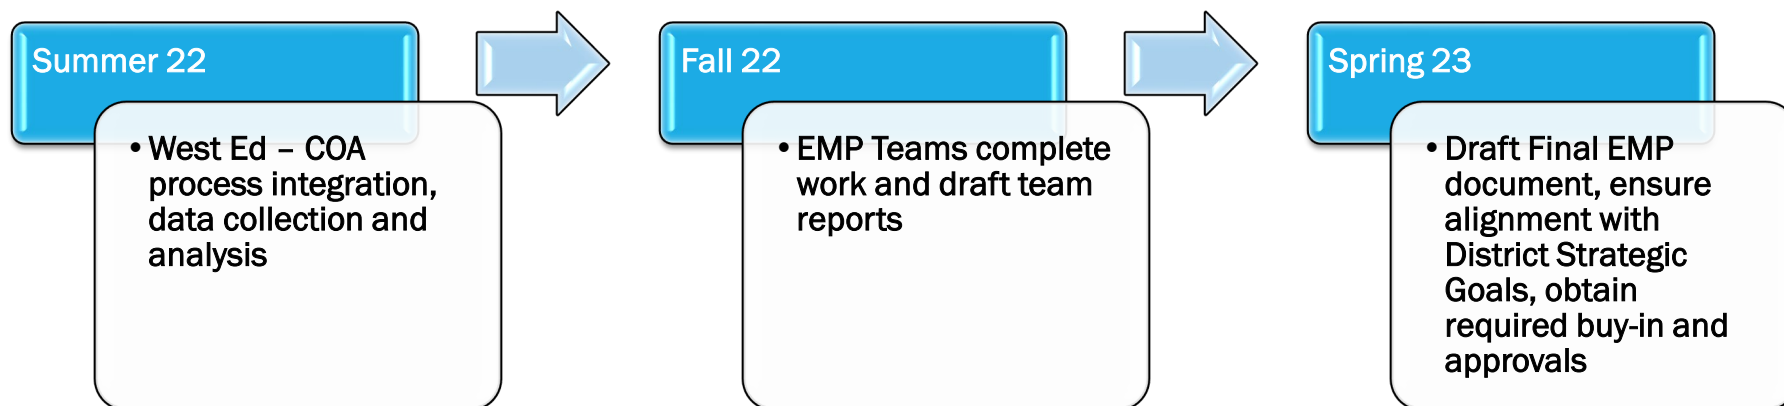 Summer 22
• West Ed – COA
process integration,
data collection and
analysis
Fall 22
• EMP Teams complete
work and draft team
reports
Spring 23
• Draft Final EMP
document, ensure
alignment with
District Strategic
Goals, obtain
required buy-in and
approvals